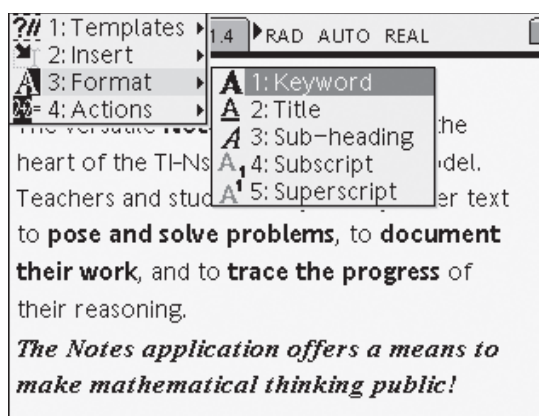 1: Templates
2: Insert
3: Format
4: Actions
1.4 RAD AUTO REAL
1: Keyword
2: Title
3: Sub-heading
4: Subscript
5: Superscript
The versatile the
heart of the TI-Ns del.
Teachers and text
to pose and solve problems, to document
their work, and to trace the progress of
their reasoning.
The Notes application offers a means to
make mathematical thinking public!